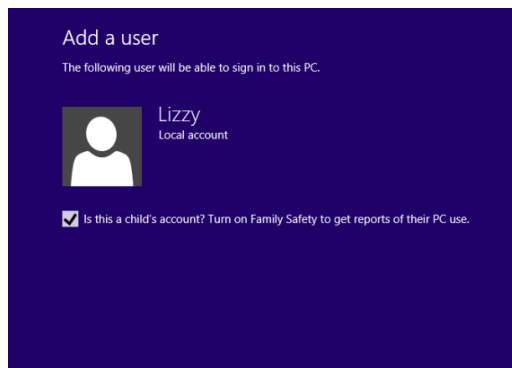 Add a user
The following user will be able to sign in to this PC.
Lizzy
Local account
Is this a child's account? Turn on Family Safety to get reports of their PC use.